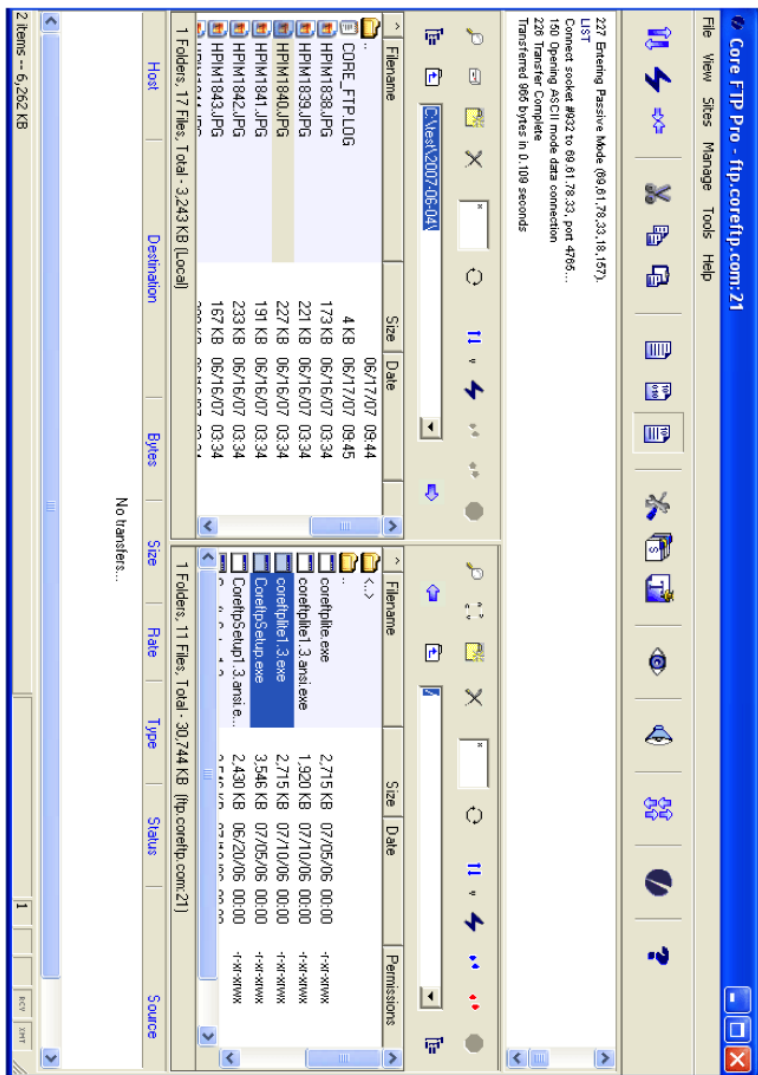 Core FTP Pro - ftp.coreftp.com:21
File View Sites Manage Tools Help
227 Entering Passive Mode (69,61,78,33,18,157).
LIST
Connect socket #932 to 69.61.78.33, port 4765...
150 Opening ASCII mode data connection
226 Transfer Complete
Transferred 965 bytes in 0.109 seconds
C:\test\2007-06-04\
^ Filename Size Date
.. 06/17/07 09:44
CORE_FTP.LOG 4 KB 06/17/07 09:45
HPIM1838.JPG 173 KB 06/16/07 03:34
HPIM1839.JPG 221 KB 06/16/07 03:34
HPIM1840.JPG 227 KB 06/16/07 03:34
HPIM1841.JPG 191 KB 06/16/07 03:34
HPIM1842.JPG 233 KB 06/16/07 03:34
HPIM1843.JPG 167 KB 06/16/07 03:34
1 Folders, 17 Files, Total - 3,243 KB (Local)
/
^ Filename Size Date Permissions
<..>
..
coreftplite.exe 2,715 KB 07/05/06 00:00 -r-xr-xrwx
coreftplite1.3.ansi.exe 1,920 KB 07/10/06 00:00 -r-xr-xrwx
coreftplite1.3.exe 2,715 KB 07/10/06 00:00 -r-xr-xrwx
CoreftpSetup.exe 3,546 KB 07/05/06 00:00 -r-xr-xrwx
CoreftpSetup1.3.ansi.e... 2,430 KB 06/20/06 00:00 -r-xr-xrwx
1 Folders, 11 Files, Total - 30,744 KB (ftp.coreftp.com:21)
Host Destination Bytes Size Rate Type Status Source
No transfers...
2 items -- 6,262 KB
1
RCV XMT